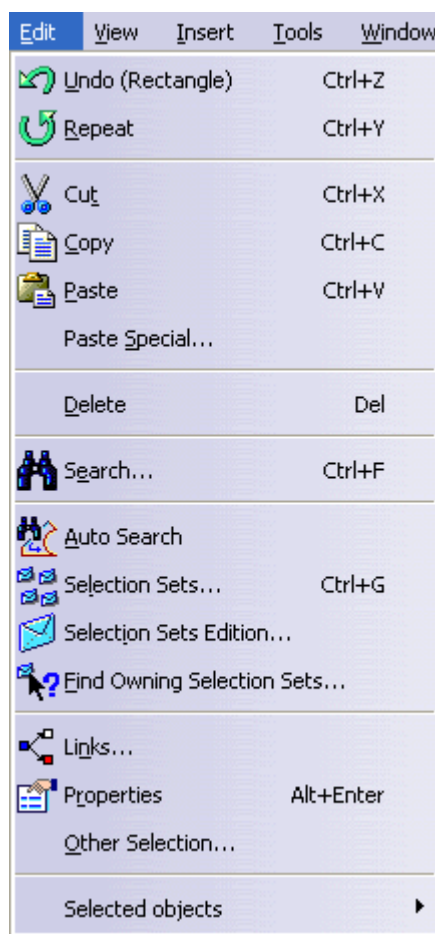 Edit View Insert Tools Window
Undo (Rectangle) Ctrl+Z
Repeat Ctrl+Y
Cut Ctrl+X
Copy Ctrl+C
Paste Ctrl+V
Paste Special...
Delete Del
Search... Ctrl+F
Auto Search
Selection Sets... Ctrl+G
Selection Sets Edition...
Find Owning Selection Sets...
Links...
Properties Alt+Enter
Other Selection...
Selected objects